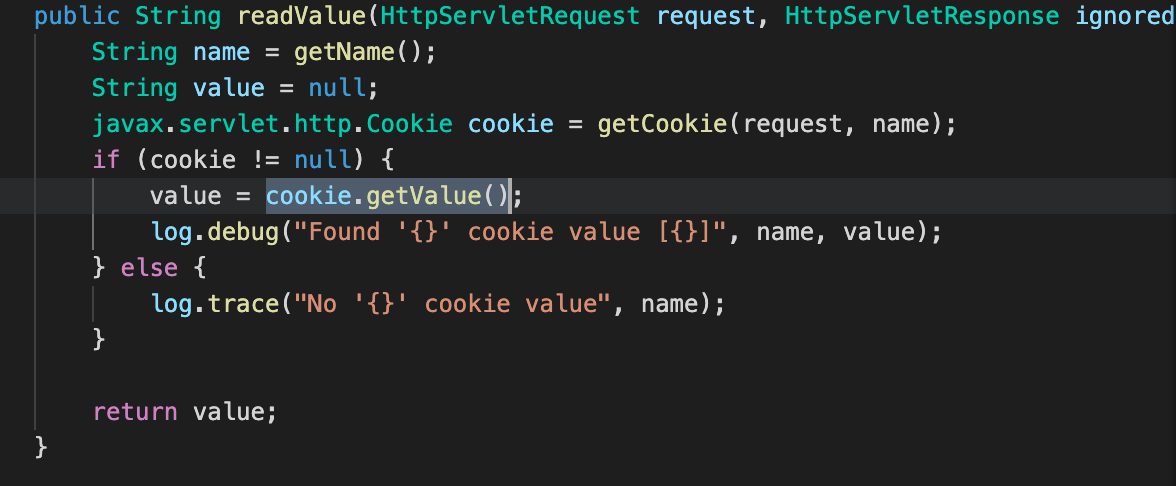 public String readValue(HttpServletRequest request, HttpServletResponse ignored
String name = getName();
String value = null;
javax.servlet.http.Cookie cookie = getCookie(request, name);
if (cookie != null) {
value = cookie.getValue();
log.debug("Found '{}' cookie value [{}]", name, value);
} else {
log.trace("No '{}' cookie value", name);
}
return value;
}